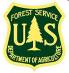 FOREST SERVICE
U S
DEPARTMENT OF AGRICULTURE